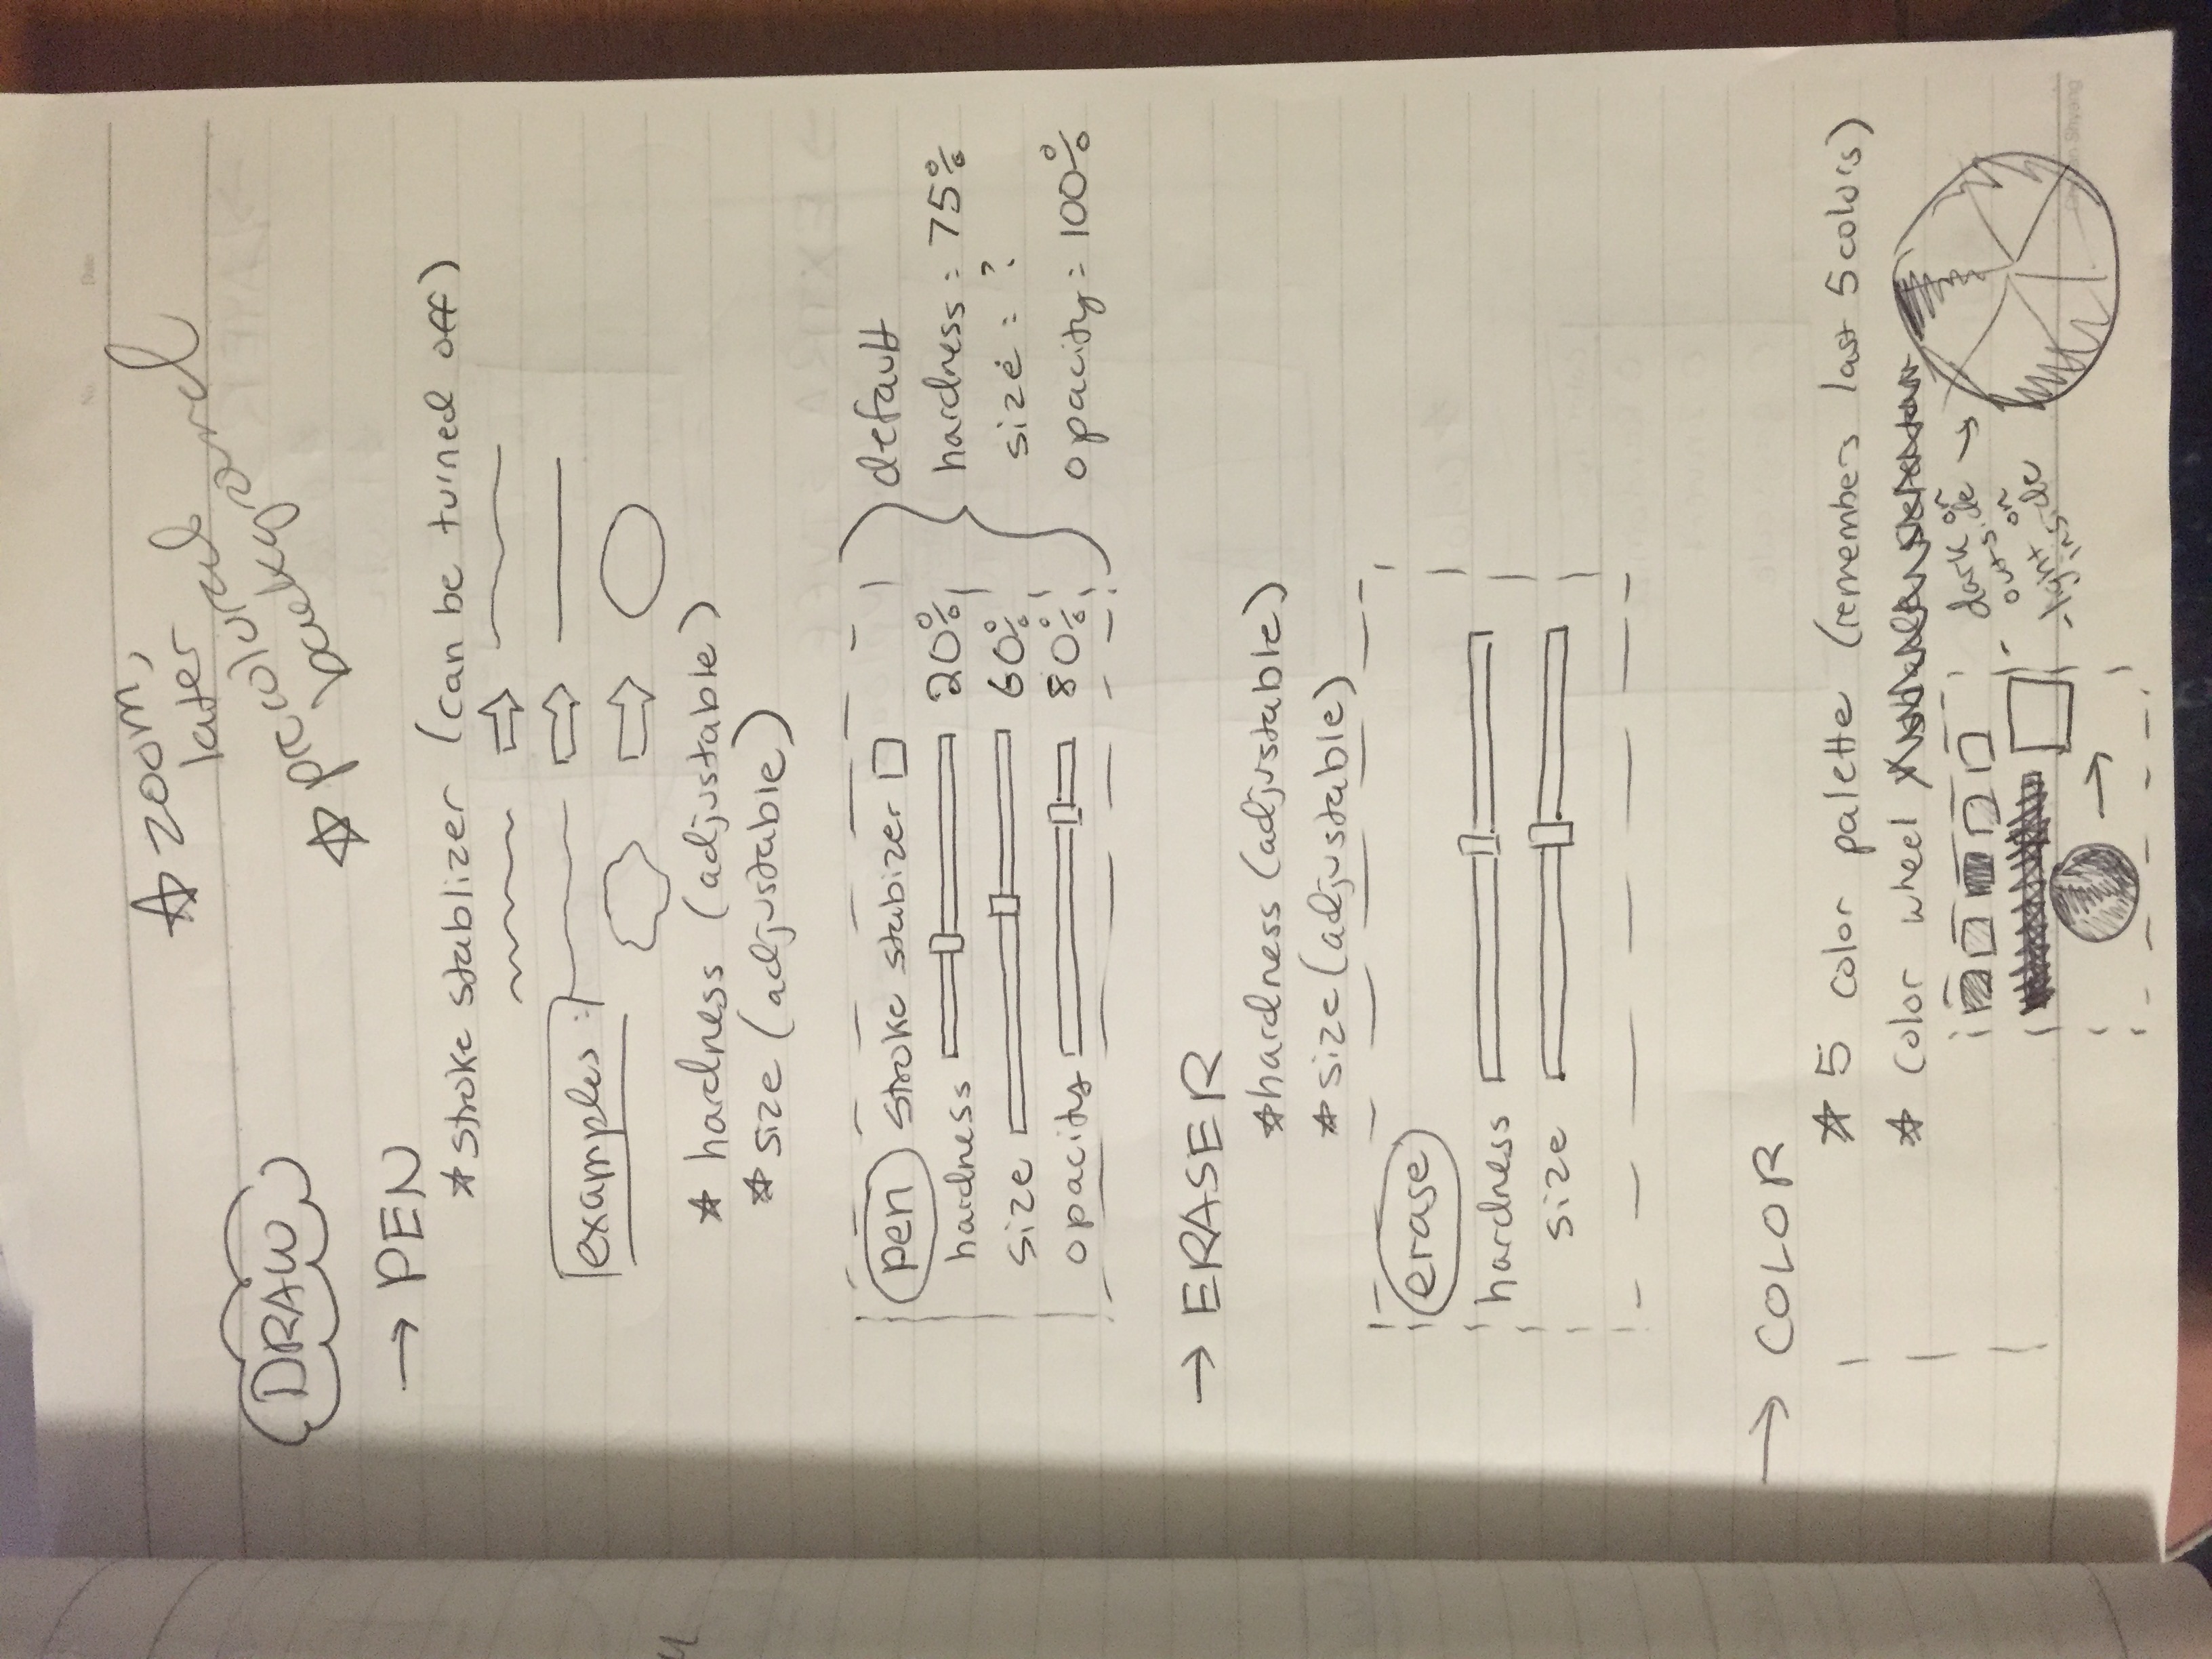 No.
Date
☆ zoom,
later
☆ precolored
background
DRAW
→ PEN
☆ stroke stablizer (can be turned off)
examples:
☆ hardness (adjustable)
☆ size (adjustable)
pen stroke stabizer
hardness 20%
size 60%
opacity 80%
default
hardness = 75%
size = ?
opacity = 100%
→ ERASER
☆ hardness (adjustable)
☆ size (adjustable)
erase
hardness
size
→ COLOR
☆ 5 color palette (remembers last 5 colors)
☆ color wheel
- dark on
outside
- light on
inside